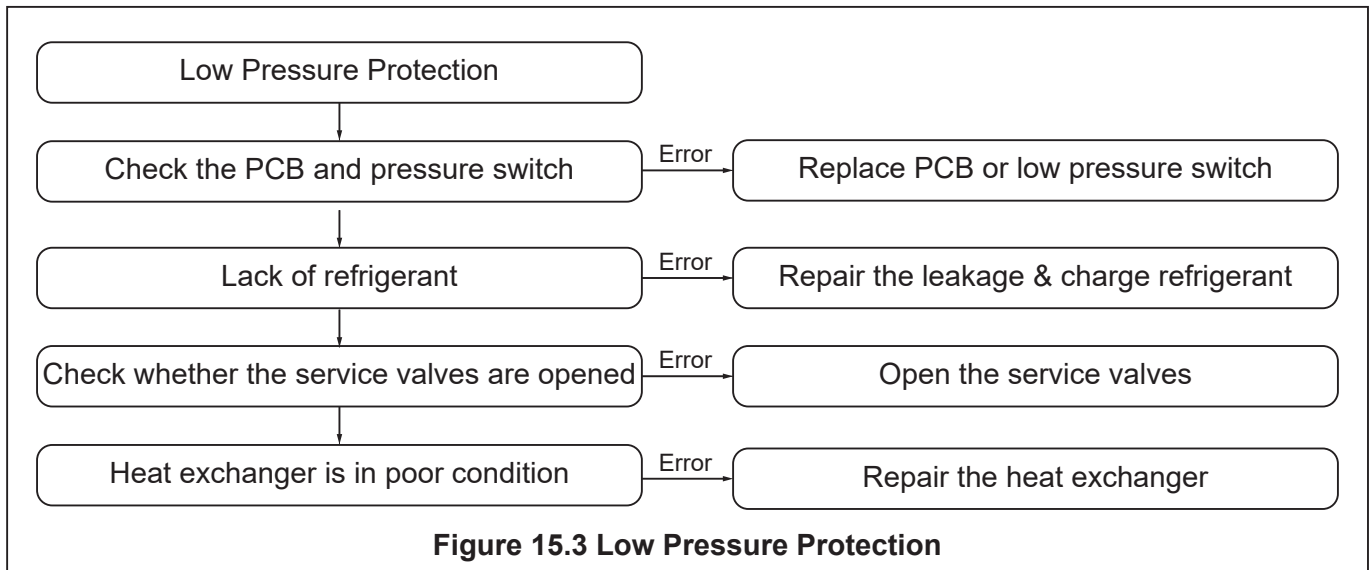 Low Pressure Protection
Check the PCB and pressure switch
Error
Replace PCB or low pressure switch
Lack of refrigerant
Error
Repair the leakage & charge refrigerant
Check whether the service valves are opened
Error
Open the service valves
Heat exchanger is in poor condition
Error
Repair the heat exchanger
Figure 15.3 Low Pressure Protection